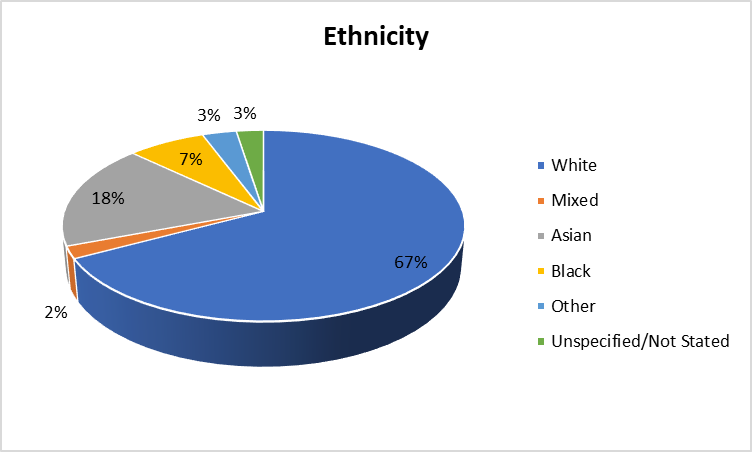 Ethnicity
3%
3%
7%
18%
67%
2%
White
Mixed
Asian
Black
Other
Unspecified/Not Stated